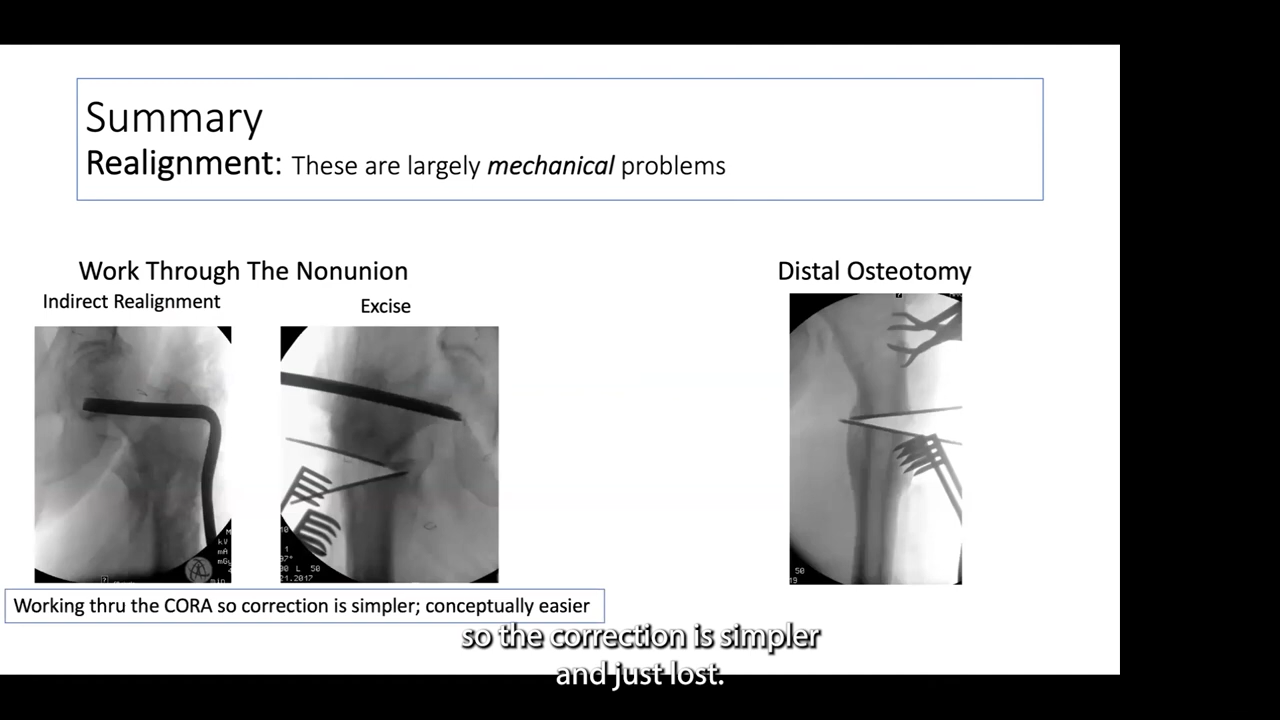 Summary
Realignment: These are largely mechanical problems
Work Through The Nonunion
Distal Osteotomy
Indirect Realignment
Excise
Working thru the CORA so correction is simpler; conceptually easier
so the correction is simpler
and just lost.